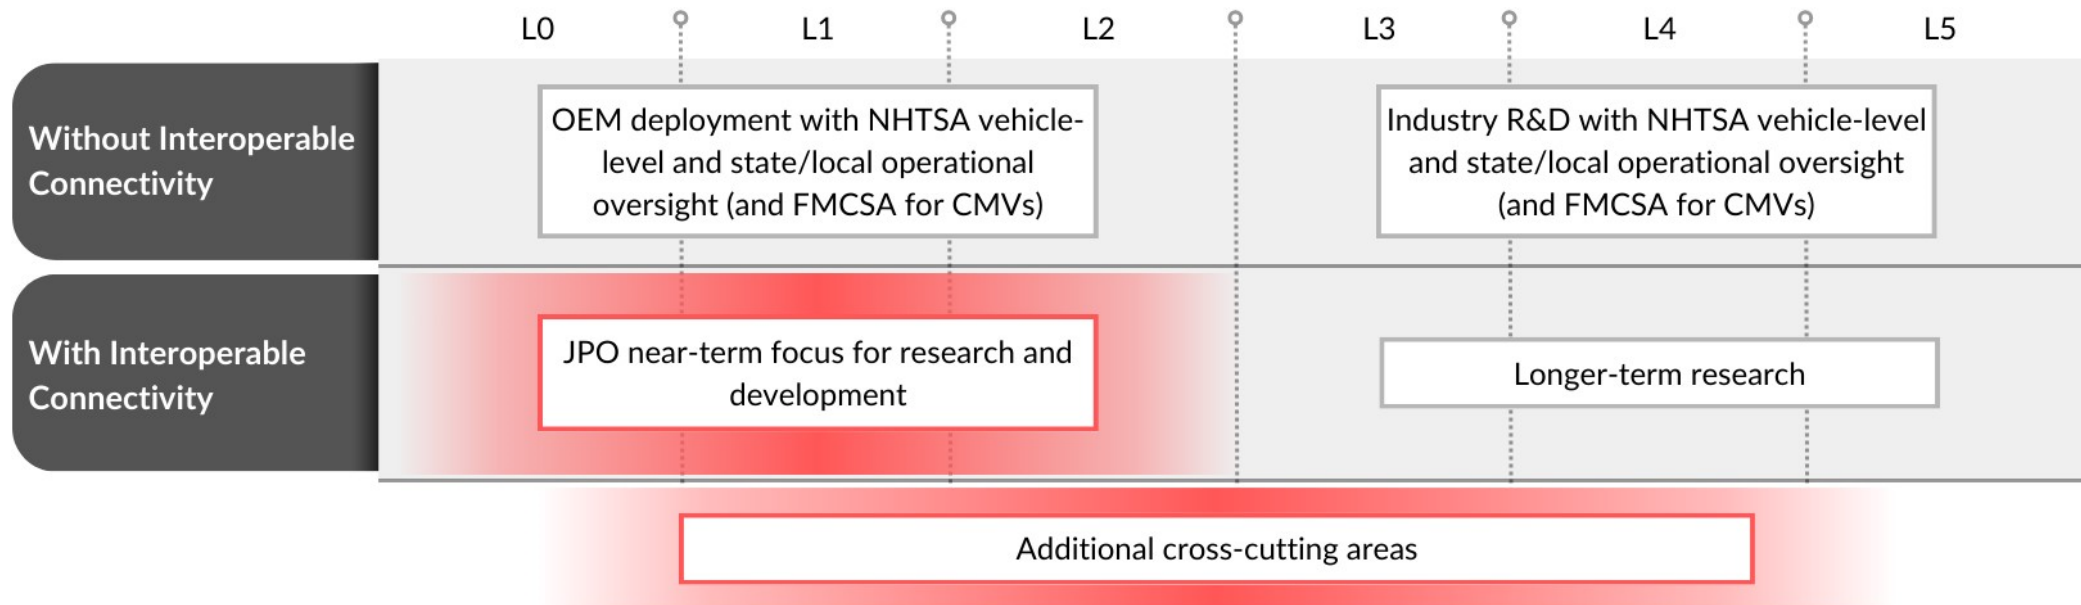 L0 L1 L2 L3 L4 L5
Without Interoperable
Connectivity
OEM deployment with NHTSA vehicle-
level and state/local operational
oversight (and FMCSA for CMVs)
Industry R&D with NHTSA vehicle-level
and state/local operational oversight
(and FMCSA for CMVs)
With Interoperable
Connectivity
JPO near-term focus for research and
development
Longer-term research
Additional cross-cutting areas